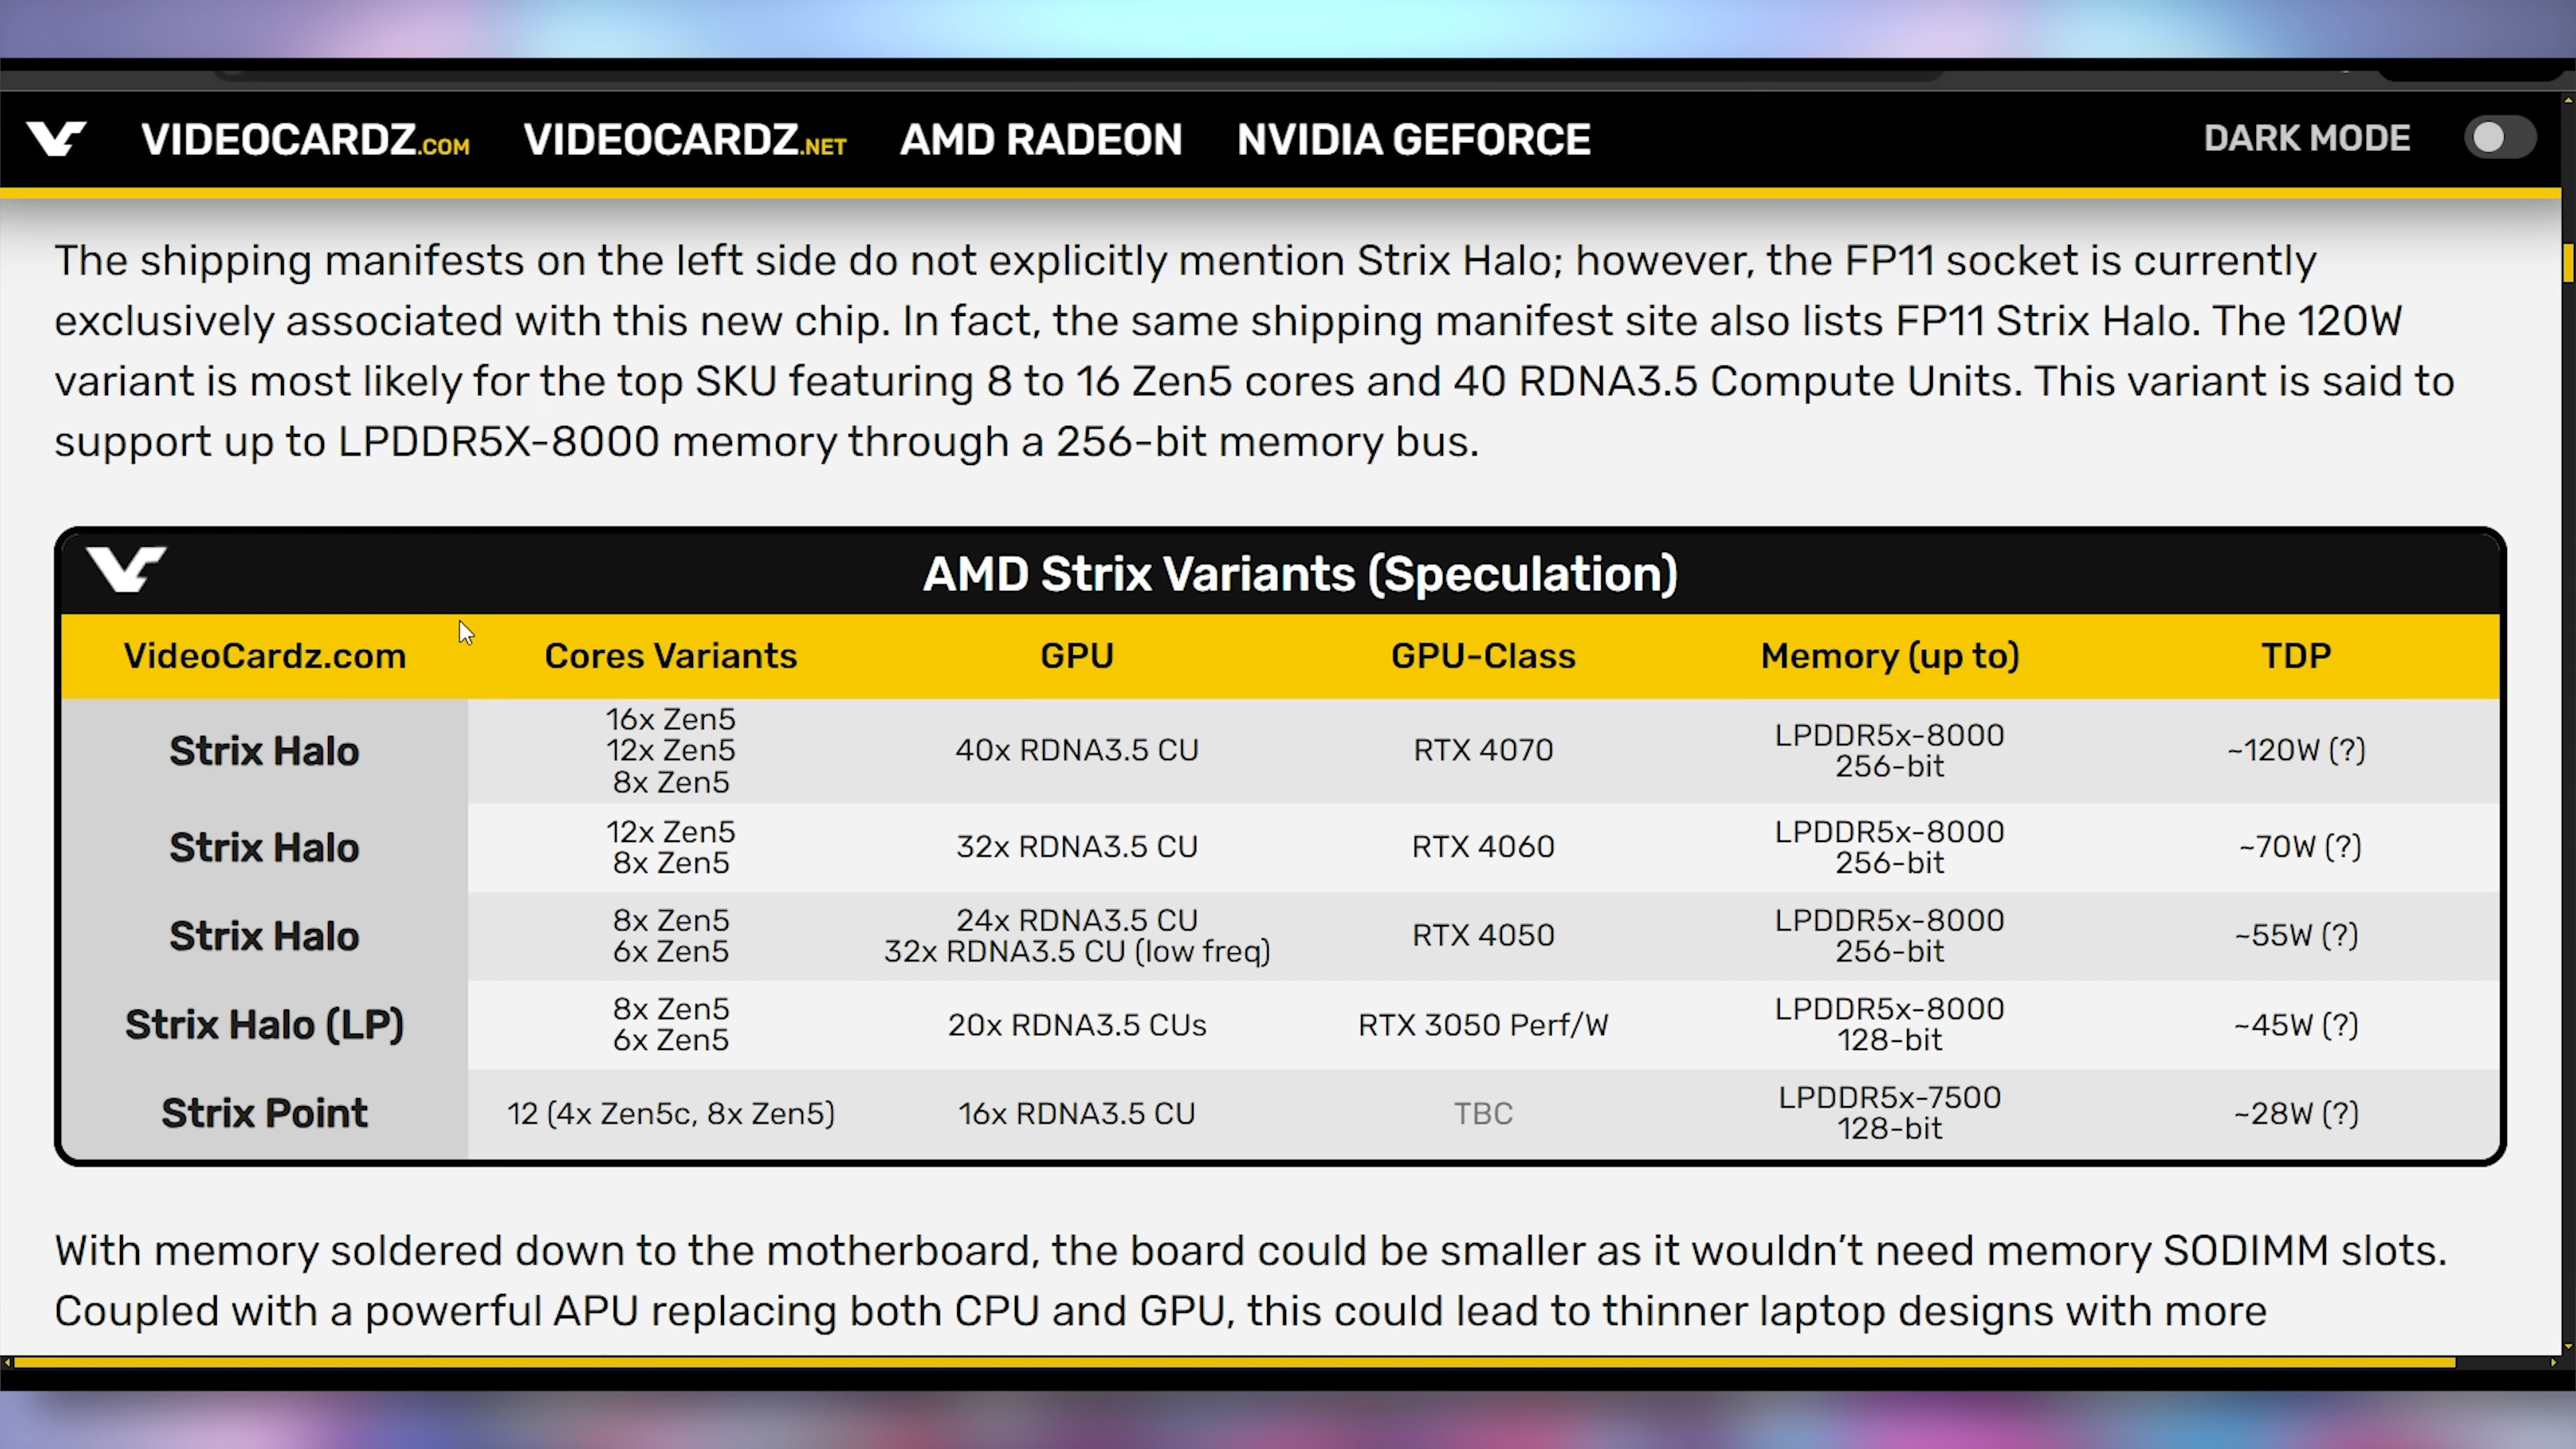 VIDEOCARDZ.COM VIDEOCARDZ.NET AMD RADEON NVIDIA GEFORCE DARK MODE
The shipping manifests on the left side do not explicitly mention Strix Halo; however, the FP11 socket is currently
exclusively associated with this new chip. In fact, the same shipping manifest site also lists FP11 Strix Halo. The 120W
variant is most likely for the top SKU featuring 8 to 16 Zen5 cores and 40 RDNA3.5 Compute Units. This variant is said to
support up to LPDDR5X-8000 memory through a 256-bit memory bus.
AMD Strix Variants (Speculation)
VideoCardz.com Cores Variants GPU GPU-Class Memory (up to) TDP
Strix Halo
16x Zen5
12x Zen5
8x Zen5
40x RDNA3.5 CU
RTX 4070
LPDDR5x-8000
256-bit
~120W (?)
Strix Halo
12x Zen5
8x Zen5
32x RDNA3.5 CU
RTX 4060
LPDDR5x-8000
256-bit
~70W (?)
Strix Halo
8x Zen5
6x Zen5
24x RDNA3.5 CU
32x RDNA3.5 CU (low freq)
RTX 4050
LPDDR5x-8000
256-bit
~55W (?)
Strix Halo (LP)
8x Zen5
6x Zen5
20x RDNA3.5 CUs
RTX 3050 Perf/W
LPDDR5x-8000
128-bit
~45W (?)
Strix Point
12 (4x Zen5c, 8x Zen5)
16x RDNA3.5 CU
TBC
LPDDR5x-7500
128-bit
~28W (?)
With memory soldered down to the motherboard, the board could be smaller as it wouldn't need memory SODIMM slots.
Coupled with a powerful APU replacing both CPU and GPU, this could lead to thinner laptop designs with more